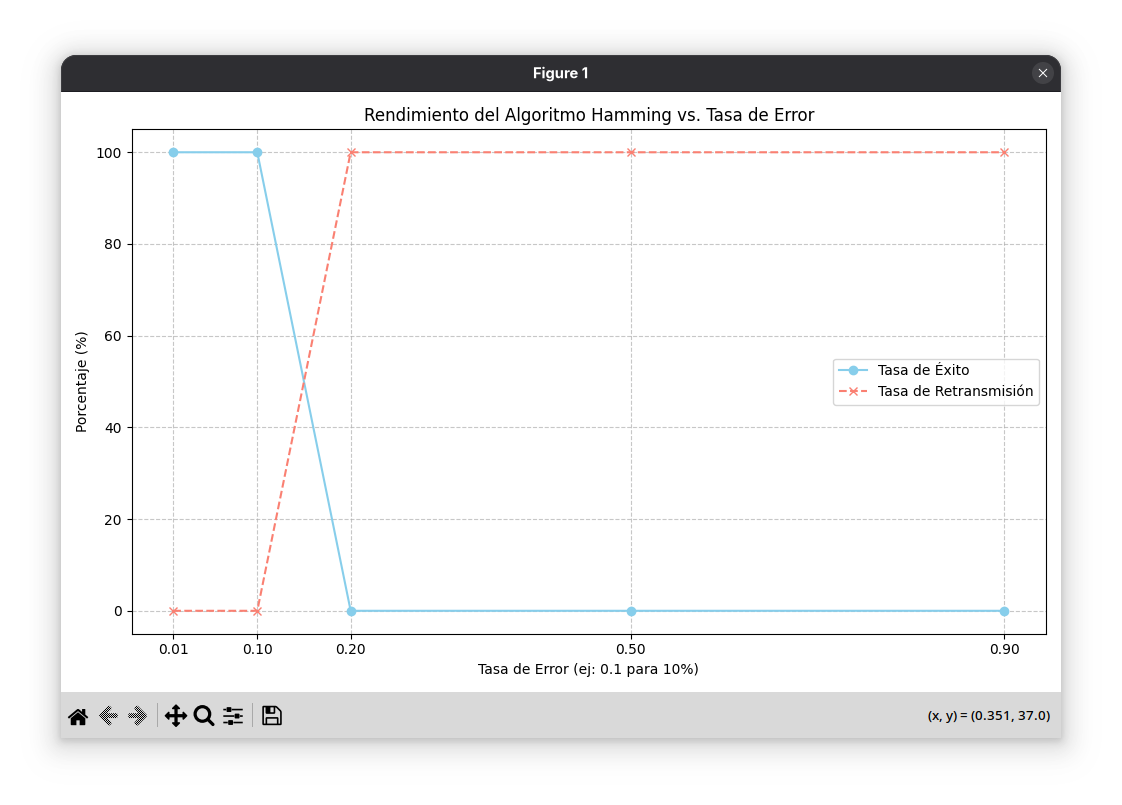 Figure 1
Rendimiento del Algoritmo Hamming vs. Tasa de Error
Porcentaje (%)
100
80
60
40
20
0
Tasa de Éxito
Tasa de Retransmisión
0.01 0.10 0.20 0.50 0.90
Tasa de Error (ej: 0.1 para 10%)
(x, y) = (0.351, 37.0)